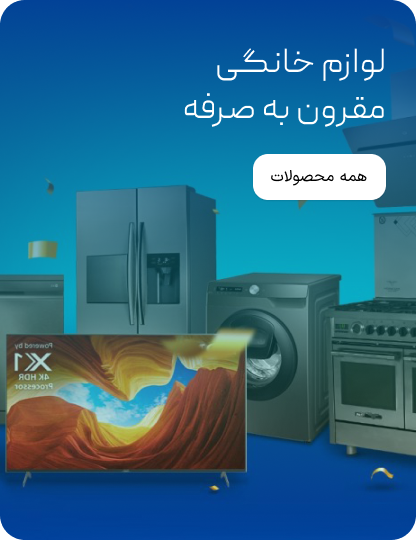 لوازم خانگی
مقرون به صرفه
همه محصولات
Powered by
X1
4K HDR
Processor